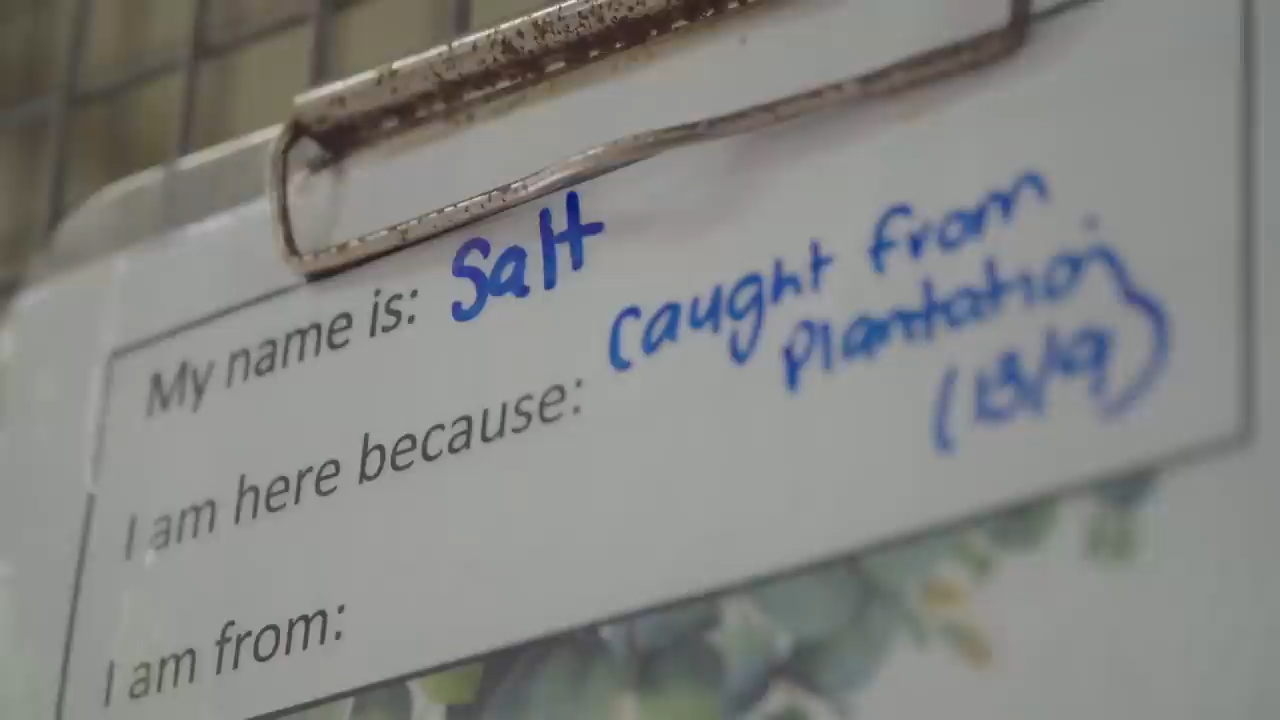 My name is: Salt
I am here because: caught from
plantation
(13/9)
I am from: